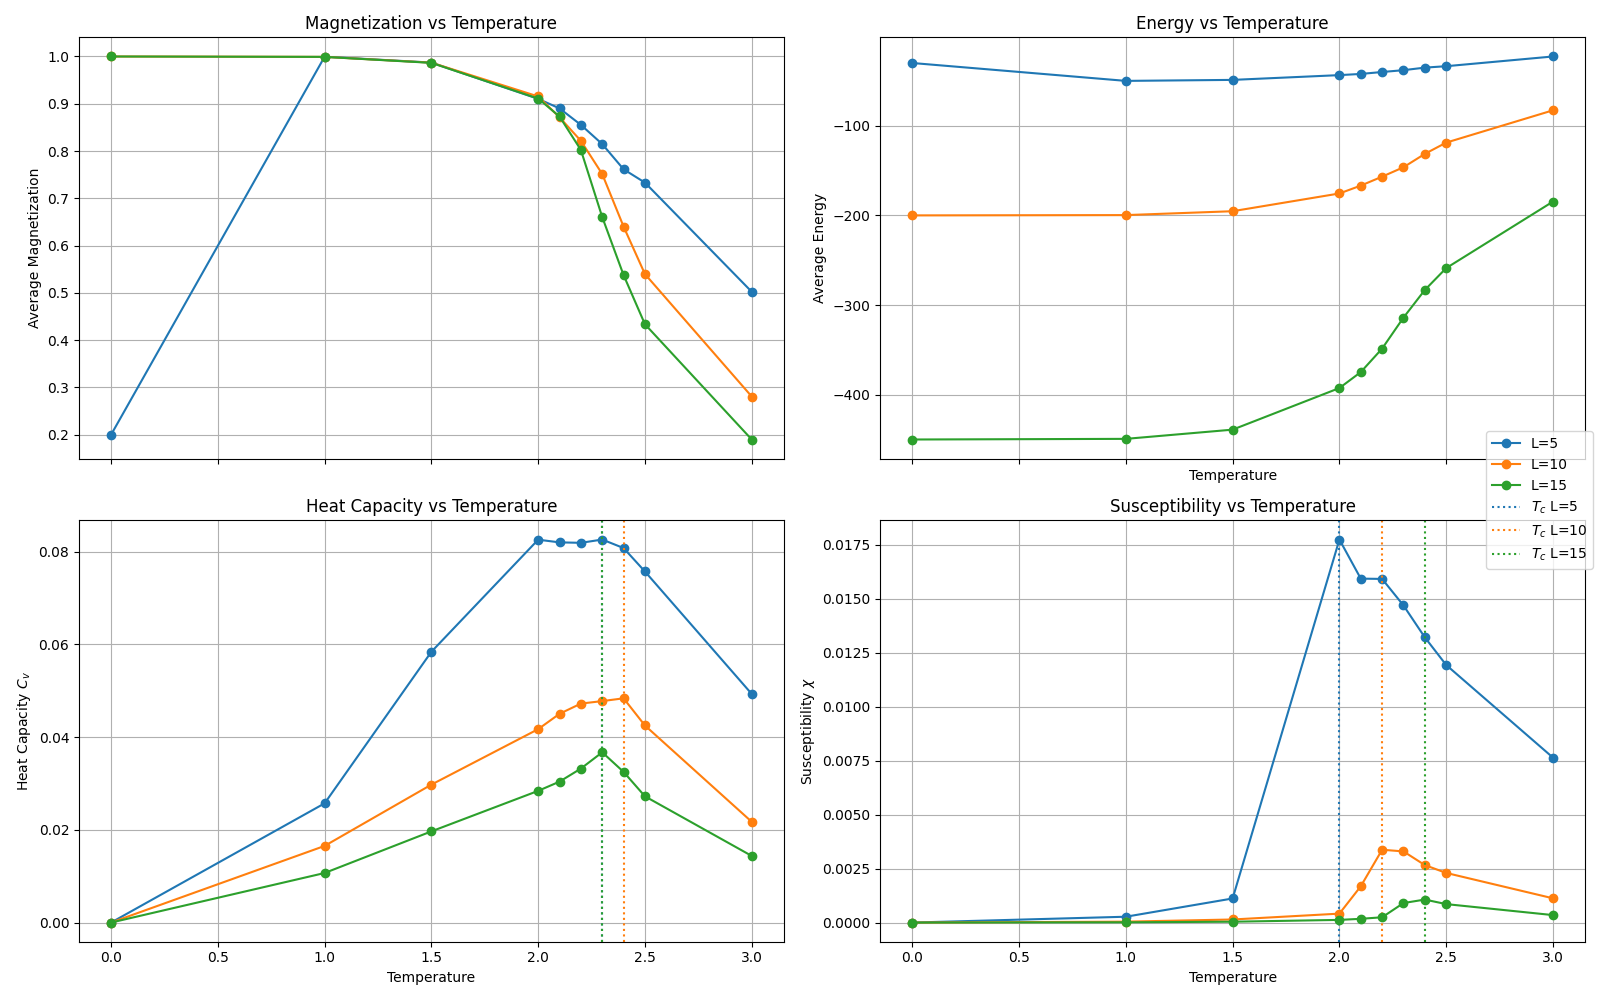 Magnetization vs Temperature
Average Magnetization
1.0
0.9
0.8
0.7
0.6
0.5
0.4
0.3
0.2
Energy vs Temperature
Average Energy
−100
−200
−300
−400
Temperature
L=5
L=10
L=15
T_c L=5
T_c L=10
T_c L=15
Heat Capacity vs Temperature
Heat Capacity C_v
0.08
0.06
0.04
0.02
0.00
0.0 0.5 1.0 1.5 2.0 2.5 3.0
Temperature
Susceptibility vs Temperature
Susceptibility χ
0.0175
0.0150
0.0125
0.0100
0.0075
0.0050
0.0025
0.0000
0.0 0.5 1.0 1.5 2.0 2.5 3.0
Temperature